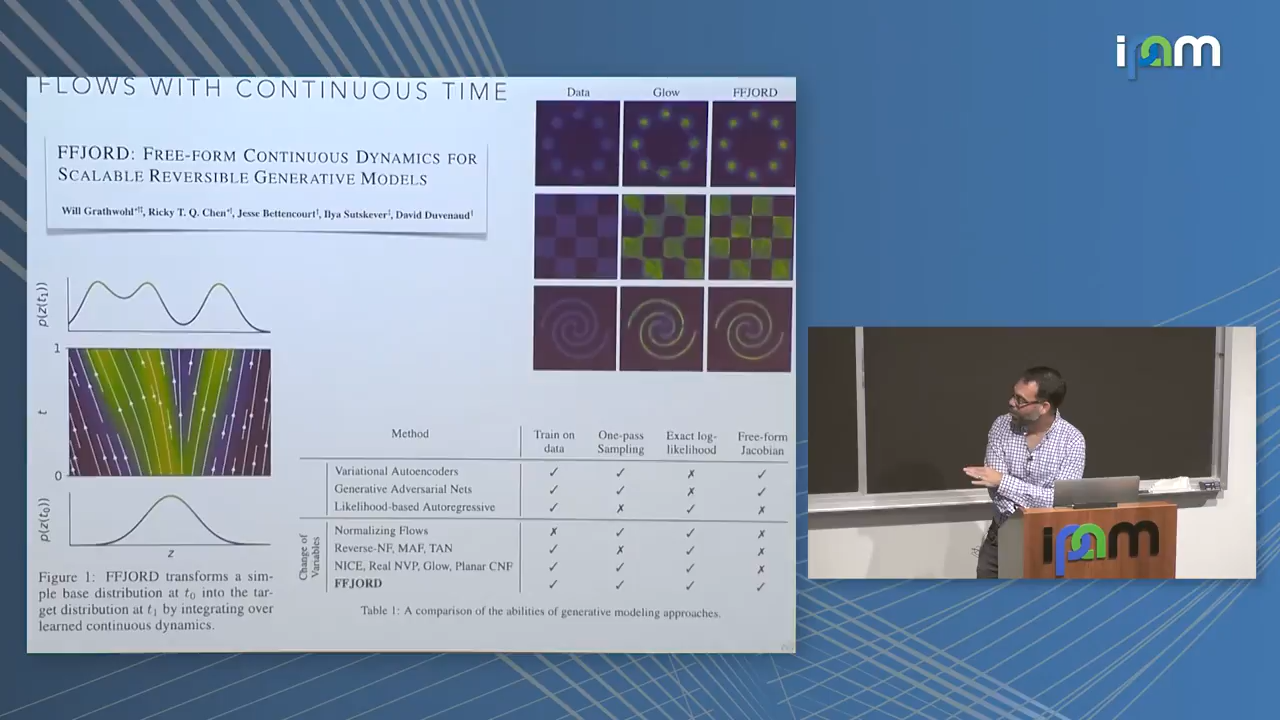 ipam
FLOWS WITH CONTINUOUS TIME
FFJORD: FREE-FORM CONTINUOUS DYNAMICS FOR
SCALABLE REVERSIBLE GENERATIVE MODELS
Will Grathwohl*†‡, Ricky T. Q. Chen*†, Jesse Bettencourt†, Ilya Sutskever‡, David Duvenaud†
Data Glow FFJORD
p(z(t₁))
1
t
0
p(z(t₀))
z
Figure 1: FFJORD transforms a sim-
ple base distribution at t₀ into the tar-
get distribution at t₁ by integrating over
learned continuous dynamics.
Method Train on data One-pass Sampling Exact log-likelihood Free-form Jacobian
Variational Autoencoders ✓ ✓ ✗ ✓
Generative Adversarial Nets ✓ ✓ ✗ ✓
Likelihood-based Autoregressive ✓ ✗ ✓ ✗
Change of
Variables
Normalizing Flows ✗ ✓ ✓ ✗
Reverse-NF, MAF, TAN ✓ ✗ ✓ ✗
NICE, Real NVP, Glow, Planar CNF ✓ ✓ ✓ ✗
FFJORD ✓ ✓ ✓ ✓
Table 1: A comparison of the abilities of generative modeling approaches.
ipam